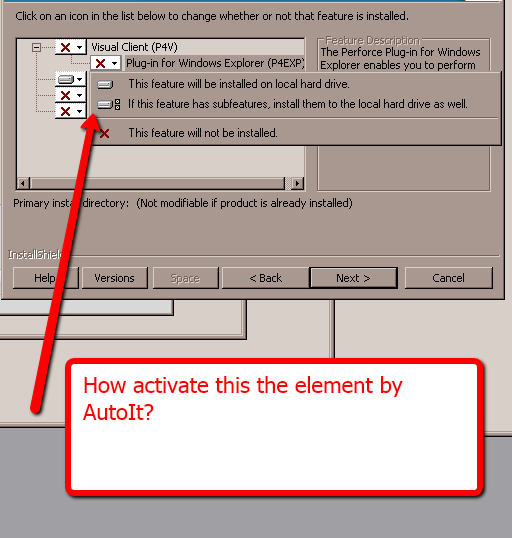 Click on an icon in the list below to change whether or not that feature is installed.
Visual Client (P4V)
Plug-in for Windows Explorer (P4EXP)
Feature Description
The Perforce Plug-in for Windows
Explorer enables you to perform
This feature will be installed on local hard drive.
If this feature has subfeatures, install them to the local hard drive as well.
This feature will not be installed.
Primary install directory: (Not modifiable if product is already installed)
InstallShield
Help Versions Space < Back Next > Cancel
How activate this the element by
AutoIt?